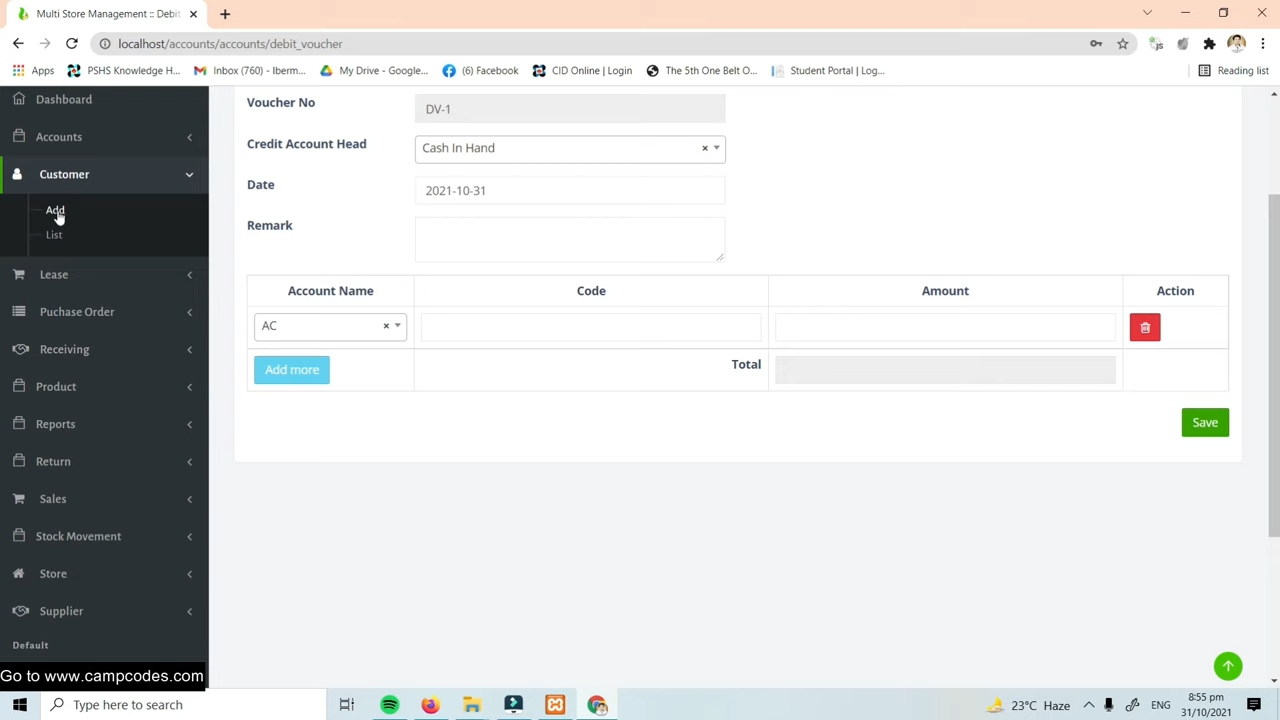 Multi Store Management :: Debit
localhost/accounts/accounts/debit_voucher
Apps
PSHS Knowledge H...
Inbox (760) - Iberm...
My Drive - Google...
(6) Facebook
CID Online | Login
The 5th One Belt O...
Student Portal | Log...
Reading list
Dashboard
Accounts
Customer
Add
List
Lease
Puchase Order
Receiving
Product
Reports
Return
Sales
Stock Movement
Store
Supplier
Default
Voucher No
DV-1
Credit Account Head
Cash In Hand
×
Date
2021-10-31
Remark
Account Name
Code
Amount
Action
AC
×
Add more
Total
Save
Go to www.campcodes.com
Type here to search
23°C Haze
ENG
8:55 pm
31/10/2021